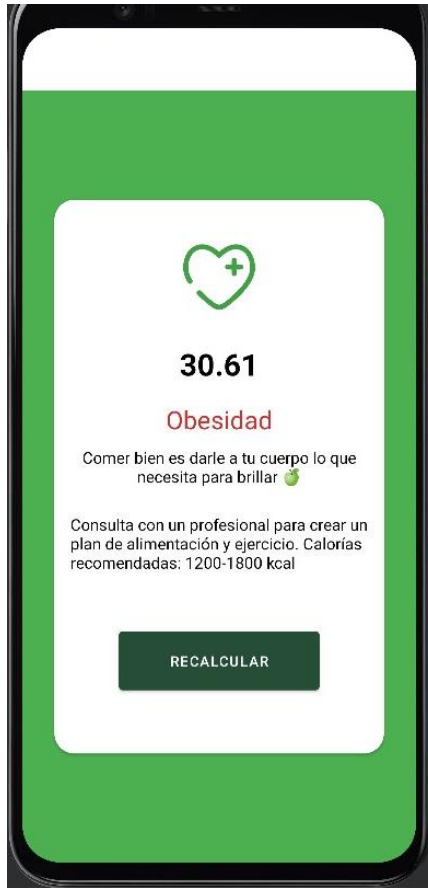 30.61
Obesidad
Comer bien es darle a tu cuerpo lo que
necesita para brillar 🍏
Consulta con un profesional para crear un
plan de alimentación y ejercicio. Calorías
recomendadas: 1200-1800 kcal
RECALCULAR